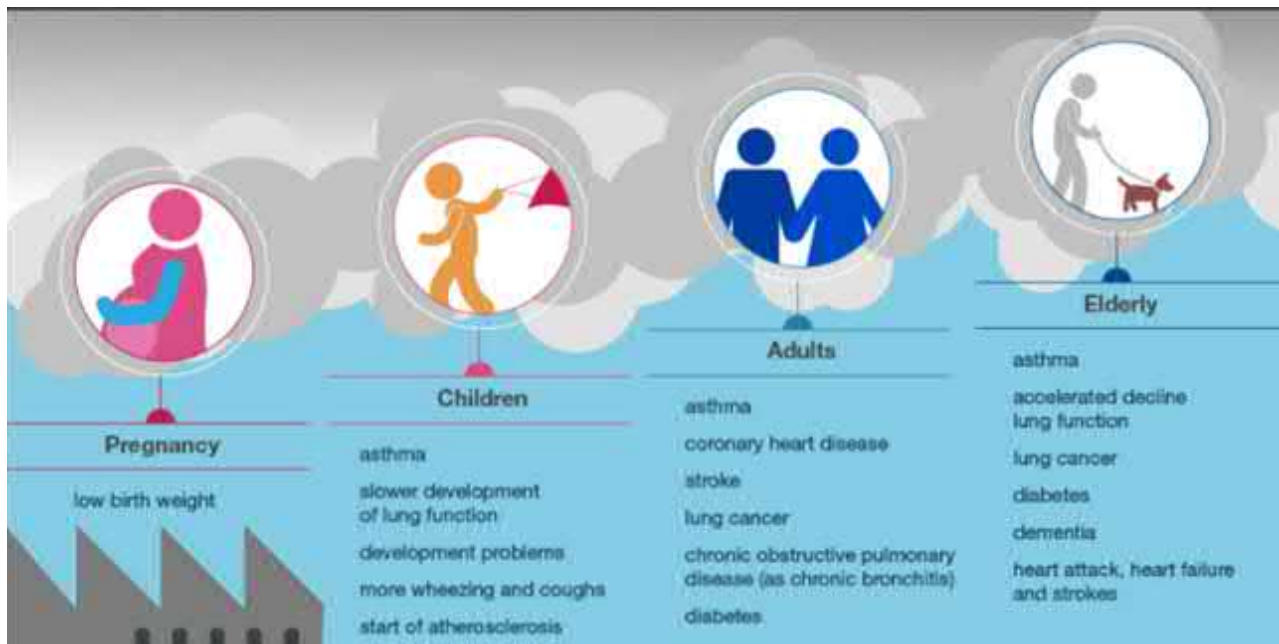 Pregnancy
low birth weight
Children
asthma
slower development
of lung function
development problems
more wheezing and coughs
start of atherosclerosis
Adults
asthma
coronary heart disease
stroke
lung cancer
chronic obstructive pulmonary
disease (as chronic bronchitis)
diabetes
Elderly
asthma
accelerated decline
lung function
lung cancer
diabetes
dementia
heart attack, heart failure
and strokes